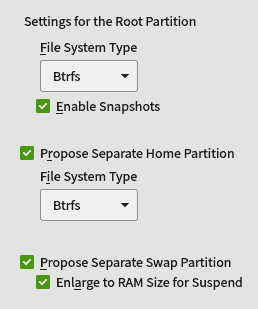 Settings for the Root Partition
File System Type
Btrfs
Enable Snapshots
Propose Separate Home Partition
File System Type
Btrfs
Propose Separate Swap Partition
Enlarge to RAM Size for Suspend